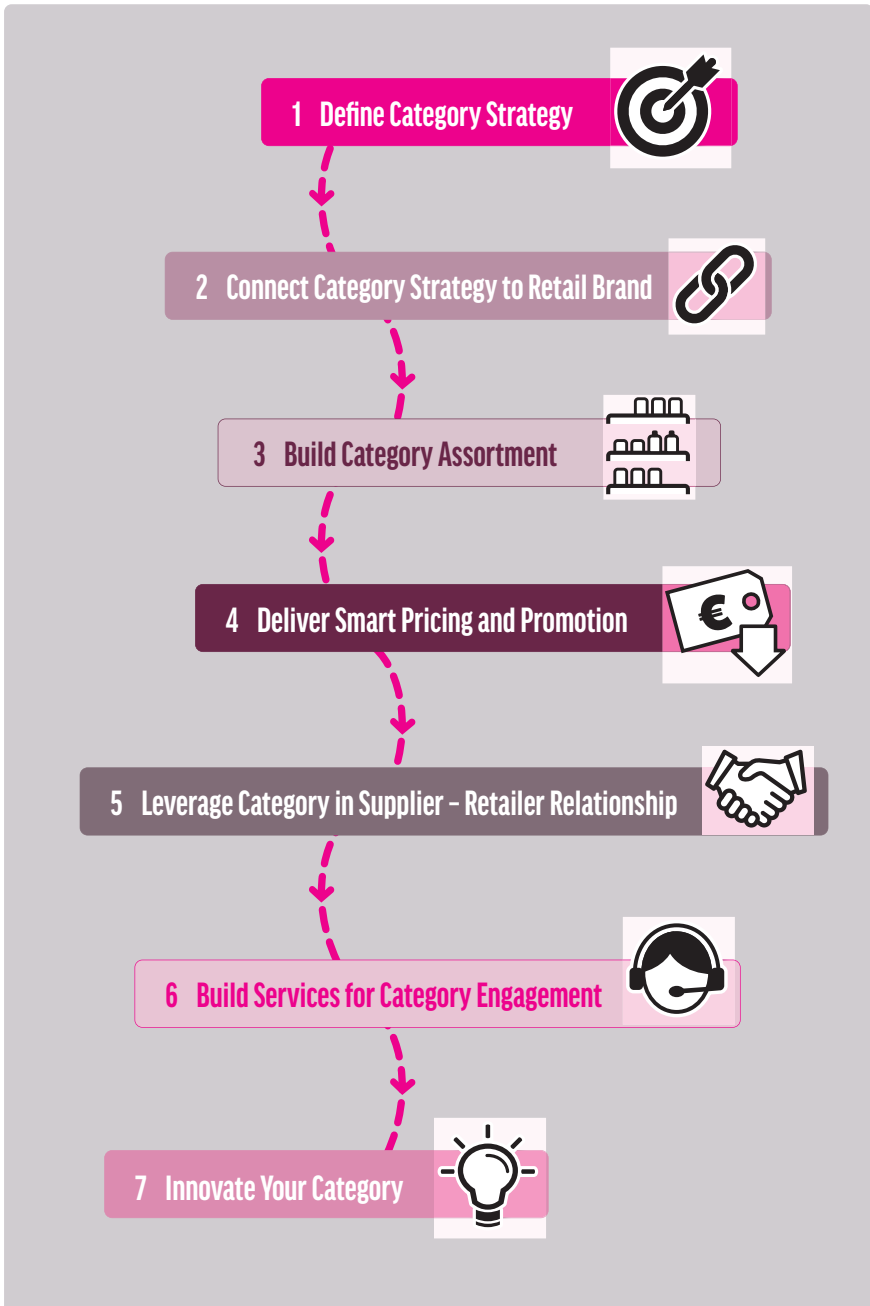 1 Define Category Strategy
2 Connect Category Strategy to Retail Brand
3 Build Category Assortment
4 Deliver Smart Pricing and Promotion
€
5 Leverage Category in Supplier – Retailer Relationship
6 Build Services for Category Engagement
7 Innovate Your Category